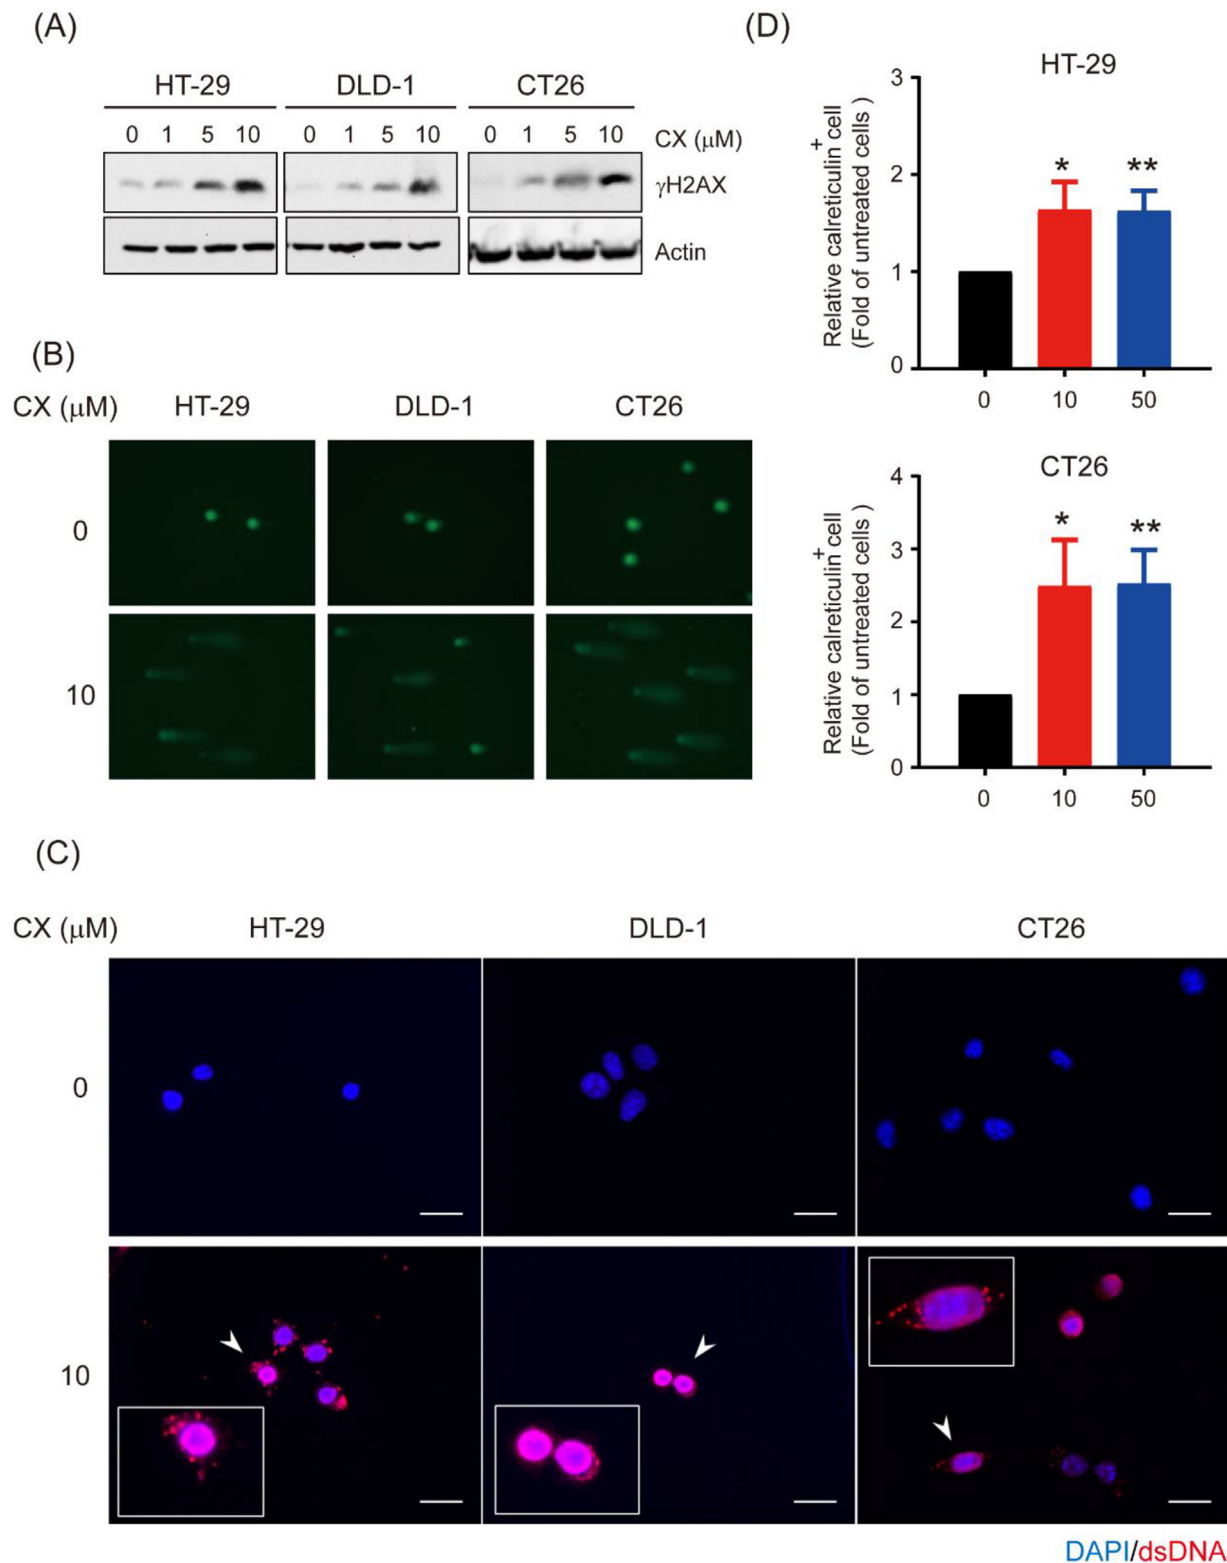 (A)
HT-29 DLD-1 CT26
0 1 5 10 0 1 5 10 0 1 5 10 CX (μM)
γH2AX
Actin
(B)
CX (μM) HT-29 DLD-1 CT26
0
10
(C)
CX (μM) HT-29 DLD-1 CT26
0
10
DAPI/dsDNA
(D)
HT-29
Relative calreticulin+ cell
(Fold of untreated cells )
3
2
1
0
* **
0 10 50
CT26
Relative calreticulin+ cell
(Fold of untreated cells )
4
3
2
1
0
* **
0 10 50